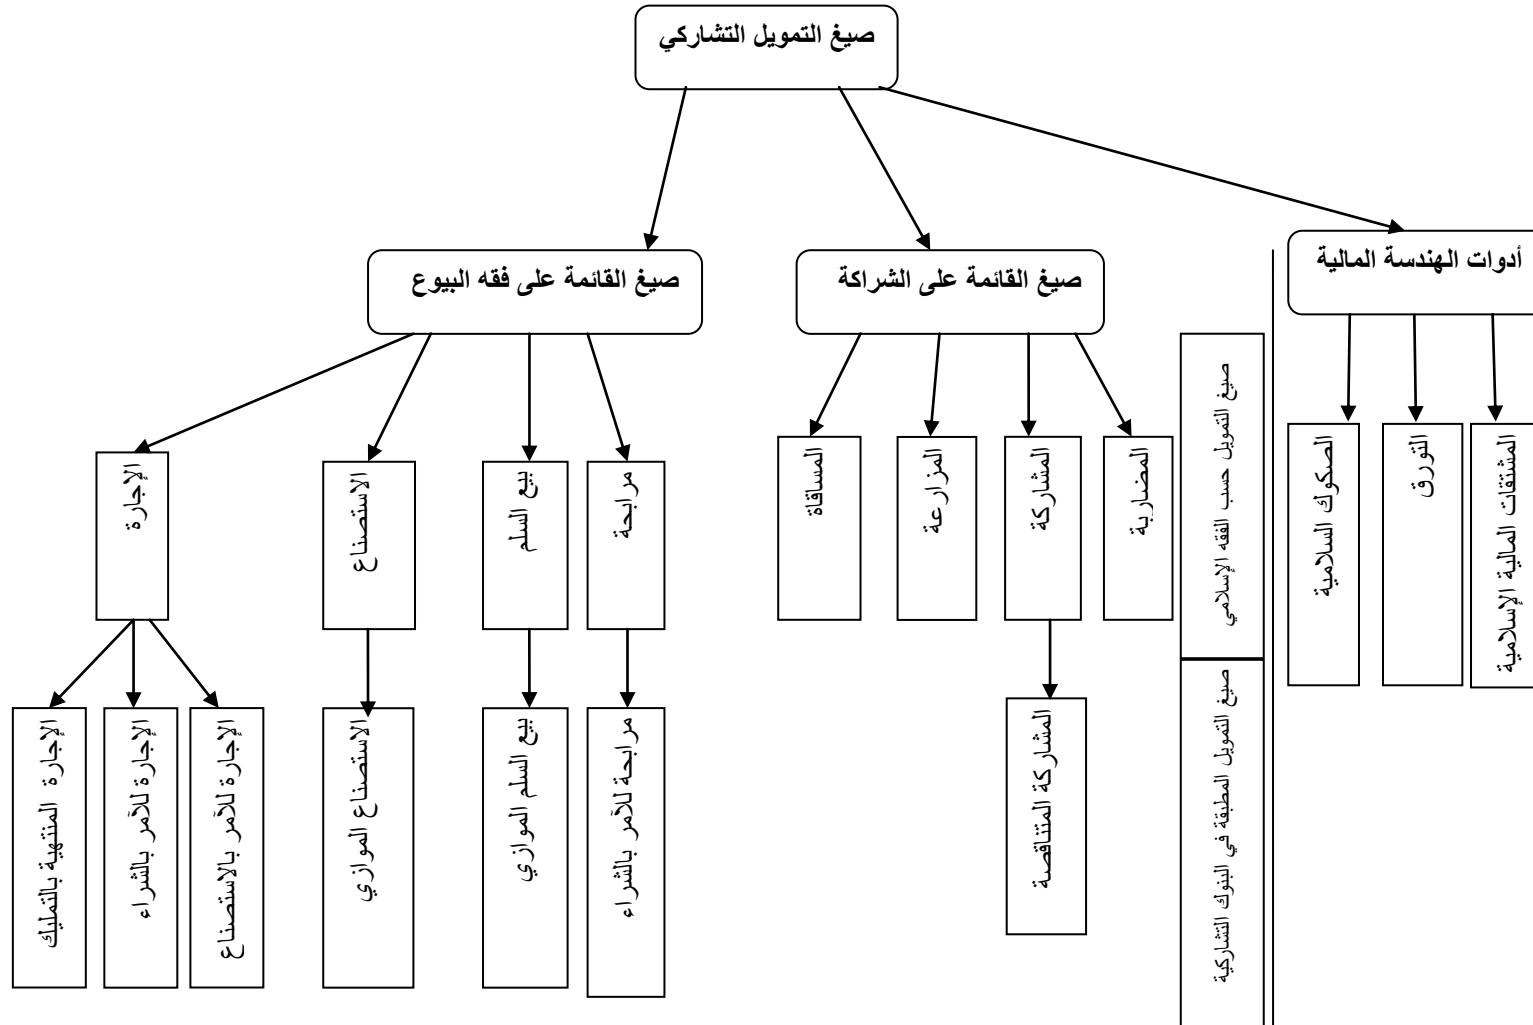 صيغ التمويل التشاركي
أدوات الهندسة المالية
صيغ القائمة على الشراكة
صيغ القائمة على فقه البيوع
المشتقات المالية الإسلامية
التورق
الصكوك السلامية
صيغ التمويل حسب الفقه الإسلامي
المضاربة
المشاركة
المزارعة
المساقاة
مرابحة
بيع السلم
الاستصناع
الإجارة
صيغ التمويل المطبقة في البنوك التشاركية
المشاركة المتناقصة
مرابحة للآمر بالشراء
بيع السلم الموازي
الاستصناع الموازي
الإجارة للآمر بالاستصناع
الإجارة للآمر بالشراء
الإجارة المنتهية بالتمليك